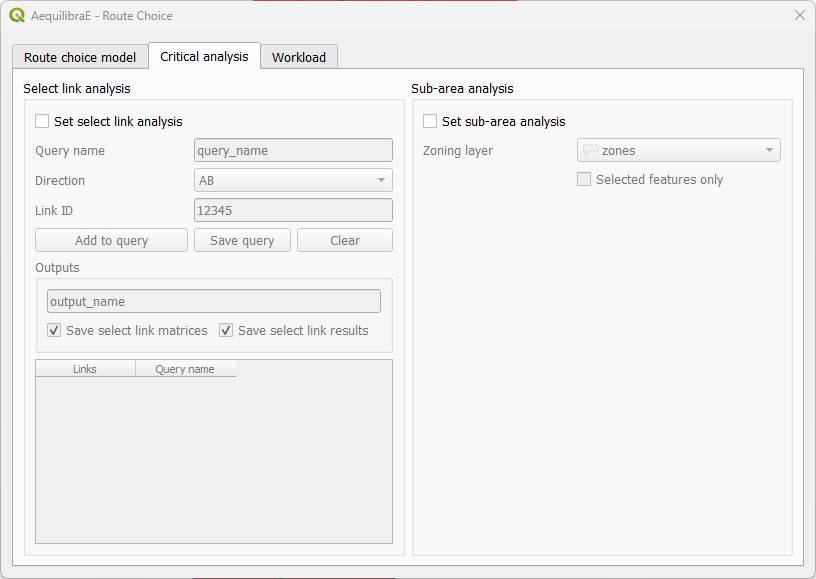 AequilibraE - Route Choice
Route choice model
Critical analysis
Workload
Select link analysis
Set select link analysis
Query name
query_name
Direction
AB
Link ID
12345
Add to query
Save query
Clear
Outputs
output_name
Save select link matrices
Save select link results
Links
Query name
Sub-area analysis
Set sub-area analysis
Zoning layer
zones
Selected features only